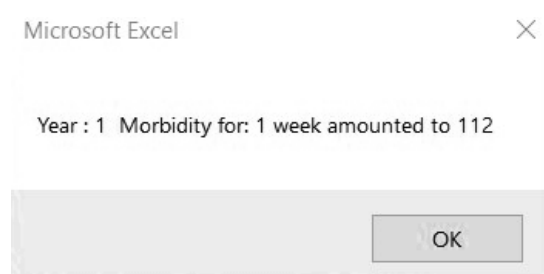 Microsoft Excel
Year : 1 Morbidity for: 1 week amounted to 112
OK